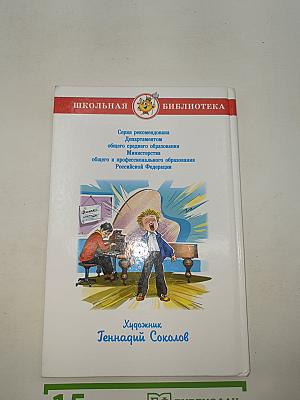 ШКОЛЬНАЯ БИБЛИОТЕКА
Серия рекомендована
Департаментом
общего среднего образования
Министерства
общего и профессионального образования
Российской Федерации
Художник
Геннадий Соколов